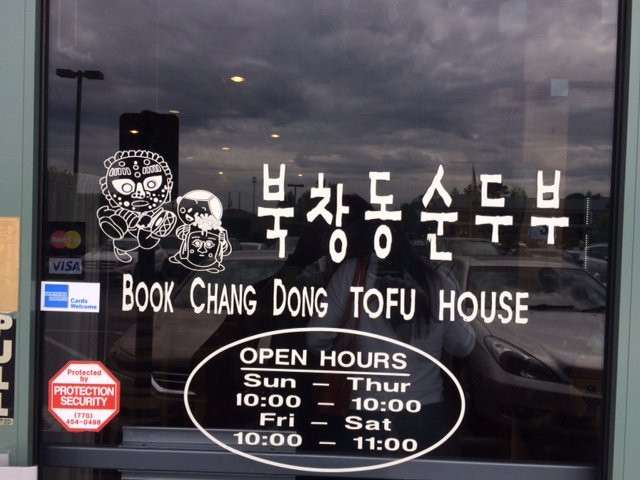 북창동순두부
BOOK CHANG DONG TOFU HOUSE
MasterCard
VISA
Cards
Welcome
OPEN HOURS
Sun – Thur
10:00 – 10:00
Fri – Sat
10:00 – 11:00
PULL
Protected
by
PROTECTION
SECURITY
(770)
454-0498